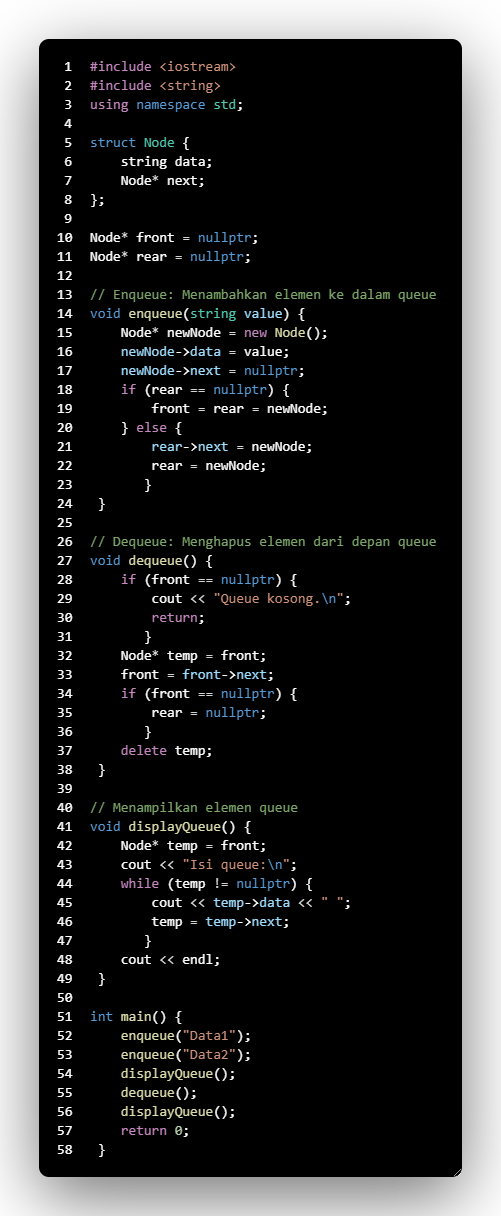 1 #include <iostream>
2 #include <string>
3 using namespace std;
4
5 struct Node {
6     string data;
7     Node* next;
8 };
9
10 Node* front = nullptr;
11 Node* rear = nullptr;
12
13 // Enqueue: Menambahkan elemen ke dalam queue
14 void enqueue(string value) {
15     Node* newNode = new Node();
16     newNode->data = value;
17     newNode->next = nullptr;
18     if (rear == nullptr) {
19         front = rear = newNode;
20     } else {
21         rear->next = newNode;
22         rear = newNode;
23        }
24  }
25
26 // Dequeue: Menghapus elemen dari depan queue
27 void dequeue() {
28     if (front == nullptr) {
29         cout << "Queue kosong.\n";
30         return;
31        }
32     Node* temp = front;
33     front = front->next;
34     if (front == nullptr) {
35         rear = nullptr;
36        }
37     delete temp;
38  }
39
40 // Menampilkan elemen queue
41 void displayQueue() {
42     Node* temp = front;
43     cout << "Isi queue:\n";
44     while (temp != nullptr) {
45         cout << temp->data << " ";
46         temp = temp->next;
47        }
48     cout << endl;
49  }
50
51 int main() {
52     enqueue("Data1");
53     enqueue("Data2");
54     displayQueue();
55     dequeue();
56     displayQueue();
57     return 0;
58  }